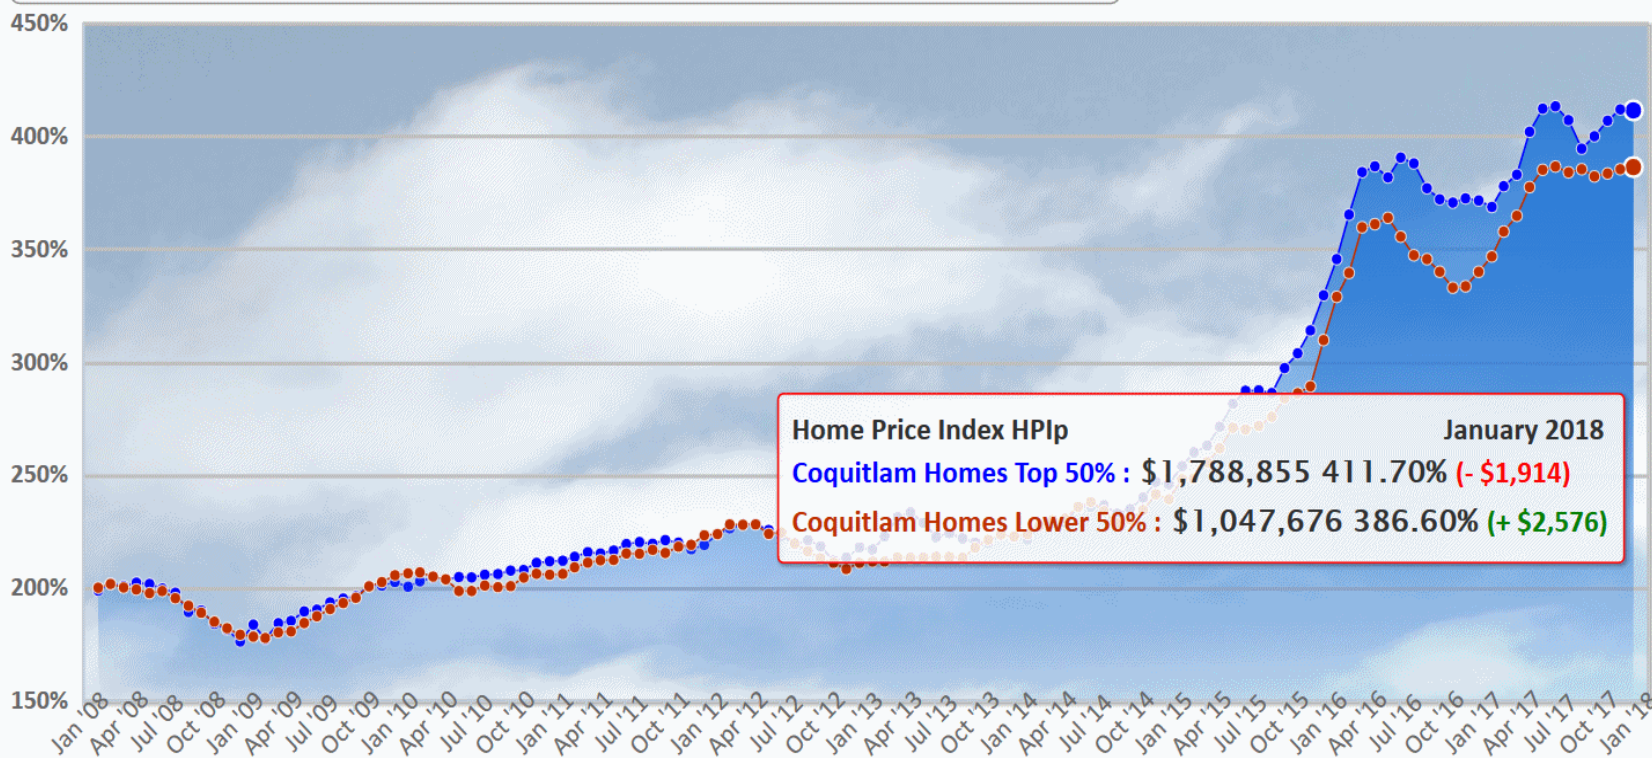 450%
400%
350%
300%
250%
200%
150%
Home Price Index HPIp January 2018
Coquitlam Homes Top 50% : $1,788,855 411.70% (- $1,914)
Coquitlam Homes Lower 50% : $1,047,676 386.60% (+ $2,576)
Jan '08 Apr '08 Jul '08 Oct '08 Jan '09 Apr '09 Jul '09 Oct '09 Jan '10 Apr '10 Jul '10 Oct '10 Jan '11 Apr '11 Jul '11 Oct '11 Jan '12 Apr '12 Jul '12 Oct '12 Jan '13 Apr '13 Jul '13 Oct '13 Jan '14 Apr '14 Jul '14 Oct '14 Jan '15 Apr '15 Jul '15 Oct '15 Jan '16 Apr '16 Jul '16 Oct '16 Jan '17 Apr '17 Jul '17 Oct '17 Jan '18